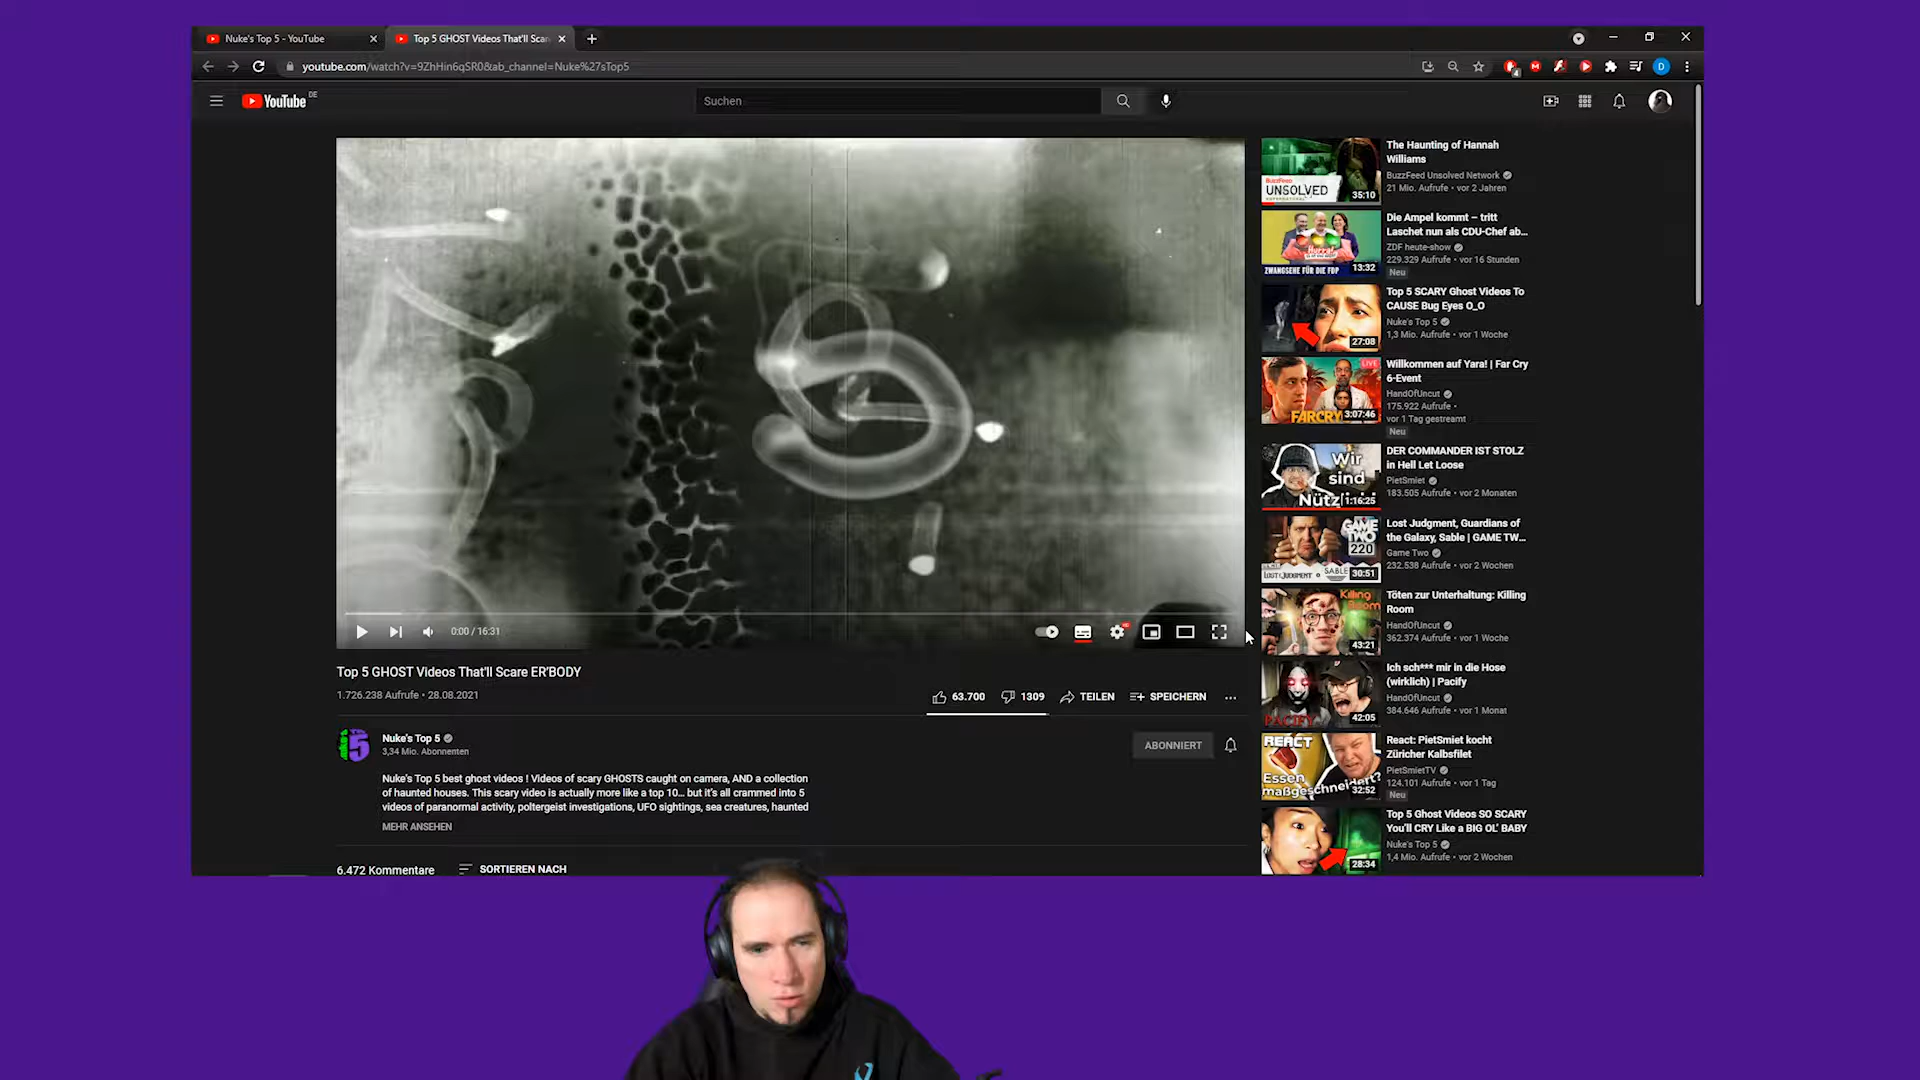 Nuke's Top 5 - YouTube
Top 5 GHOST Videos That'll Scar
youtube.com/watch?v=9ZhHin6qSR0&ab_channel=Nuke%27sTop5
4
D
YouTube
DE
Suchen
0:00 / 16:31
Top 5 GHOST Videos That'll Scare ER'BODY
1.726.238 Aufrufe • 28.08.2021
63.700
1309
TEILEN
SPEICHERN
Nuke's Top 5
3,34 Mio. Abonnenten
ABONNIERT
Nuke's Top 5 best ghost videos ! Videos of scary GHOSTS caught on camera, AND a collection
of haunted houses. This scary video is actually more like a top 10... but it's all crammed into 5
videos of paranormal activity, poltergeist investigations, UFO sightings, sea creatures, haunted
MEHR ANSEHEN
6.472 Kommentare
SORTIEREN NACH
UNSOLVED
35:10
The Haunting of Hannah
Williams
BuzzFeed Unsolved Network
21 Mio. Aufrufe • vor 2 Jahren
ZWANGSEHE FÜR DIE FDP
13:32
Die Ampel kommt – tritt
Laschet nun als CDU-Chef ab...
ZDF heute-show
229.329 Aufrufe • vor 16 Stunden
Neu
27:08
Top 5 SCARY Ghost Videos To
CAUSE Bug Eyes O_O
Nuke's Top 5
1,3 Mio. Aufrufe • vor 1 Woche
LIVE
FARCRY
3:07:46
Willkommen auf Yara! | Far Cry
6-Event
HandOfUncut
175.922 Aufrufe •
vor 1 Tag gestreamt
Neu
Wir
sind
1:16:25
DER COMMANDER IST STOLZ
in Hell Let Loose
PietSmiet
183.505 Aufrufe • vor 2 Monaten
GAME
TWO
220
LOST JUDGMENT
SABLE
30:51
Lost Judgment, Guardians of
the Galaxy, Sable | GAME TW...
Game Two
232.538 Aufrufe • vor 2 Wochen
Killing
Room
43:21
Töten zur Unterhaltung: Killing
Room
HandOfUncut
362.374 Aufrufe • vor 1 Woche
PACIFY
42:05
Ich sch*** mir in die Hose
(wirklich) | Pacify
HandOfUncut
384.646 Aufrufe • vor 1 Monat
REACT
Essen
maßgeschneidert?
32:52
React: PietSmiet kocht
Züricher Kalbsfilet
PietSmietTV
124.101 Aufrufe • vor 1 Tag
Neu
28:34
Top 5 Ghost Videos SO SCARY
You'll CRY Like a BIG OL' BABY
Nuke's Top 5
1,4 Mio. Aufrufe • vor 2 Wochen